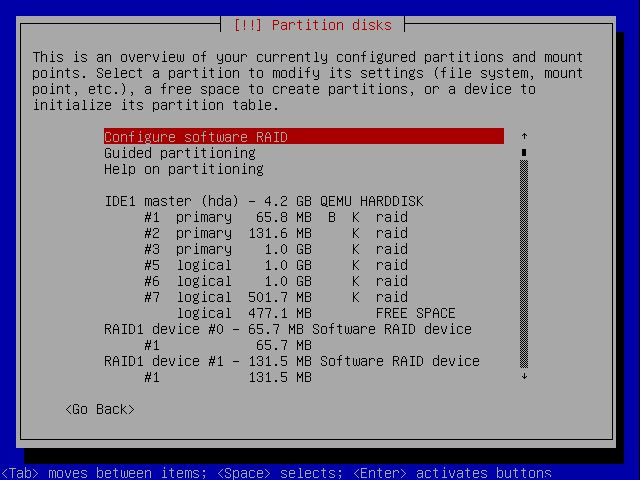 [!!] Partition disks
This is an overview of your currently configured partitions and mount
points. Select a partition to modify its settings (file system, mount
point, etc.), a free space to create partitions, or a device to
initialize its partition table.
Configure software RAID
Guided partitioning
Help on partitioning
IDE1 master (hda) - 4.2 GB QEMU HARDDISK
#1 primary 65.8 MB B K raid
#2 primary 131.6 MB K raid
#3 primary 1.0 GB K raid
#5 logical 1.0 GB K raid
#6 logical 1.0 GB K raid
#7 logical 501.7 MB K raid
logical 477.1 MB FREE SPACE
RAID1 device #0 - 65.7 MB Software RAID device
#1 65.7 MB
RAID1 device #1 - 131.5 MB Software RAID device
#1 131.5 MB
<Go Back>
<Tab> moves between items; <Space> selects; <Enter> activates buttons